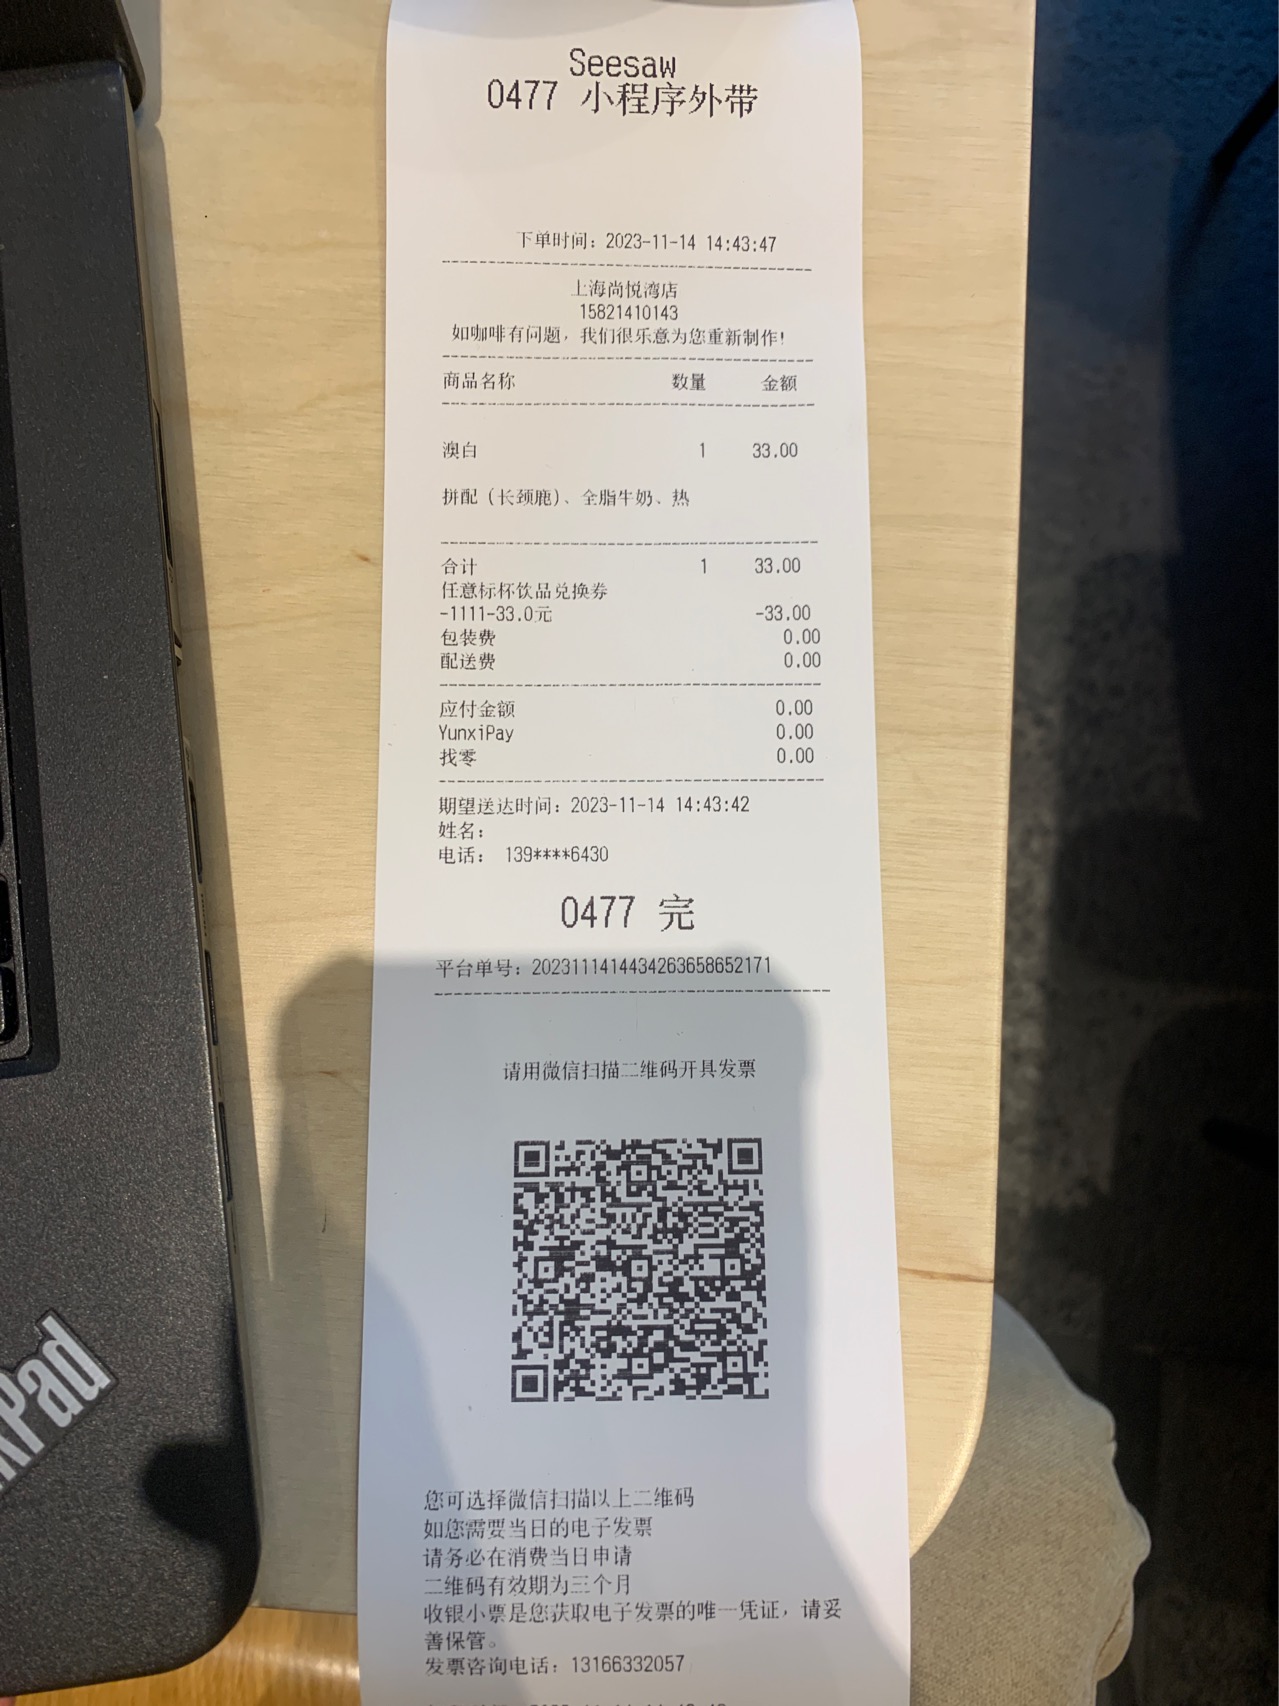 Seesaw
0477 小程序外带
下单时间：2023-11-14 14:43:47
上海尚悦湾店
15821410143
如咖啡有问题，我们很乐意为您重新制作！
商品名称 数量 金额
澳白 1 33.00
拼配（长颈鹿）、全脂牛奶、热
合计 1 33.00
任意标杯饮品兑换券
-1111-33.0元 -33.00
包装费 0.00
配送费 0.00
应付金额 0.00
YunxiPay 0.00
找零 0.00
期望送达时间：2023-11-14 14:43:42
姓名：
电话： 139****6430
0477 完
平台单号：2023111414434263658652171
请用微信扫描二维码开具发票
您可选择微信扫描以上二维码
如您需要当日的电子发票
请务必在消费当日申请
二维码有效期为三个月
收银小票是您获取电子发票的唯一凭证，请妥
善保管。
发票咨询电话：13166332057
kPad